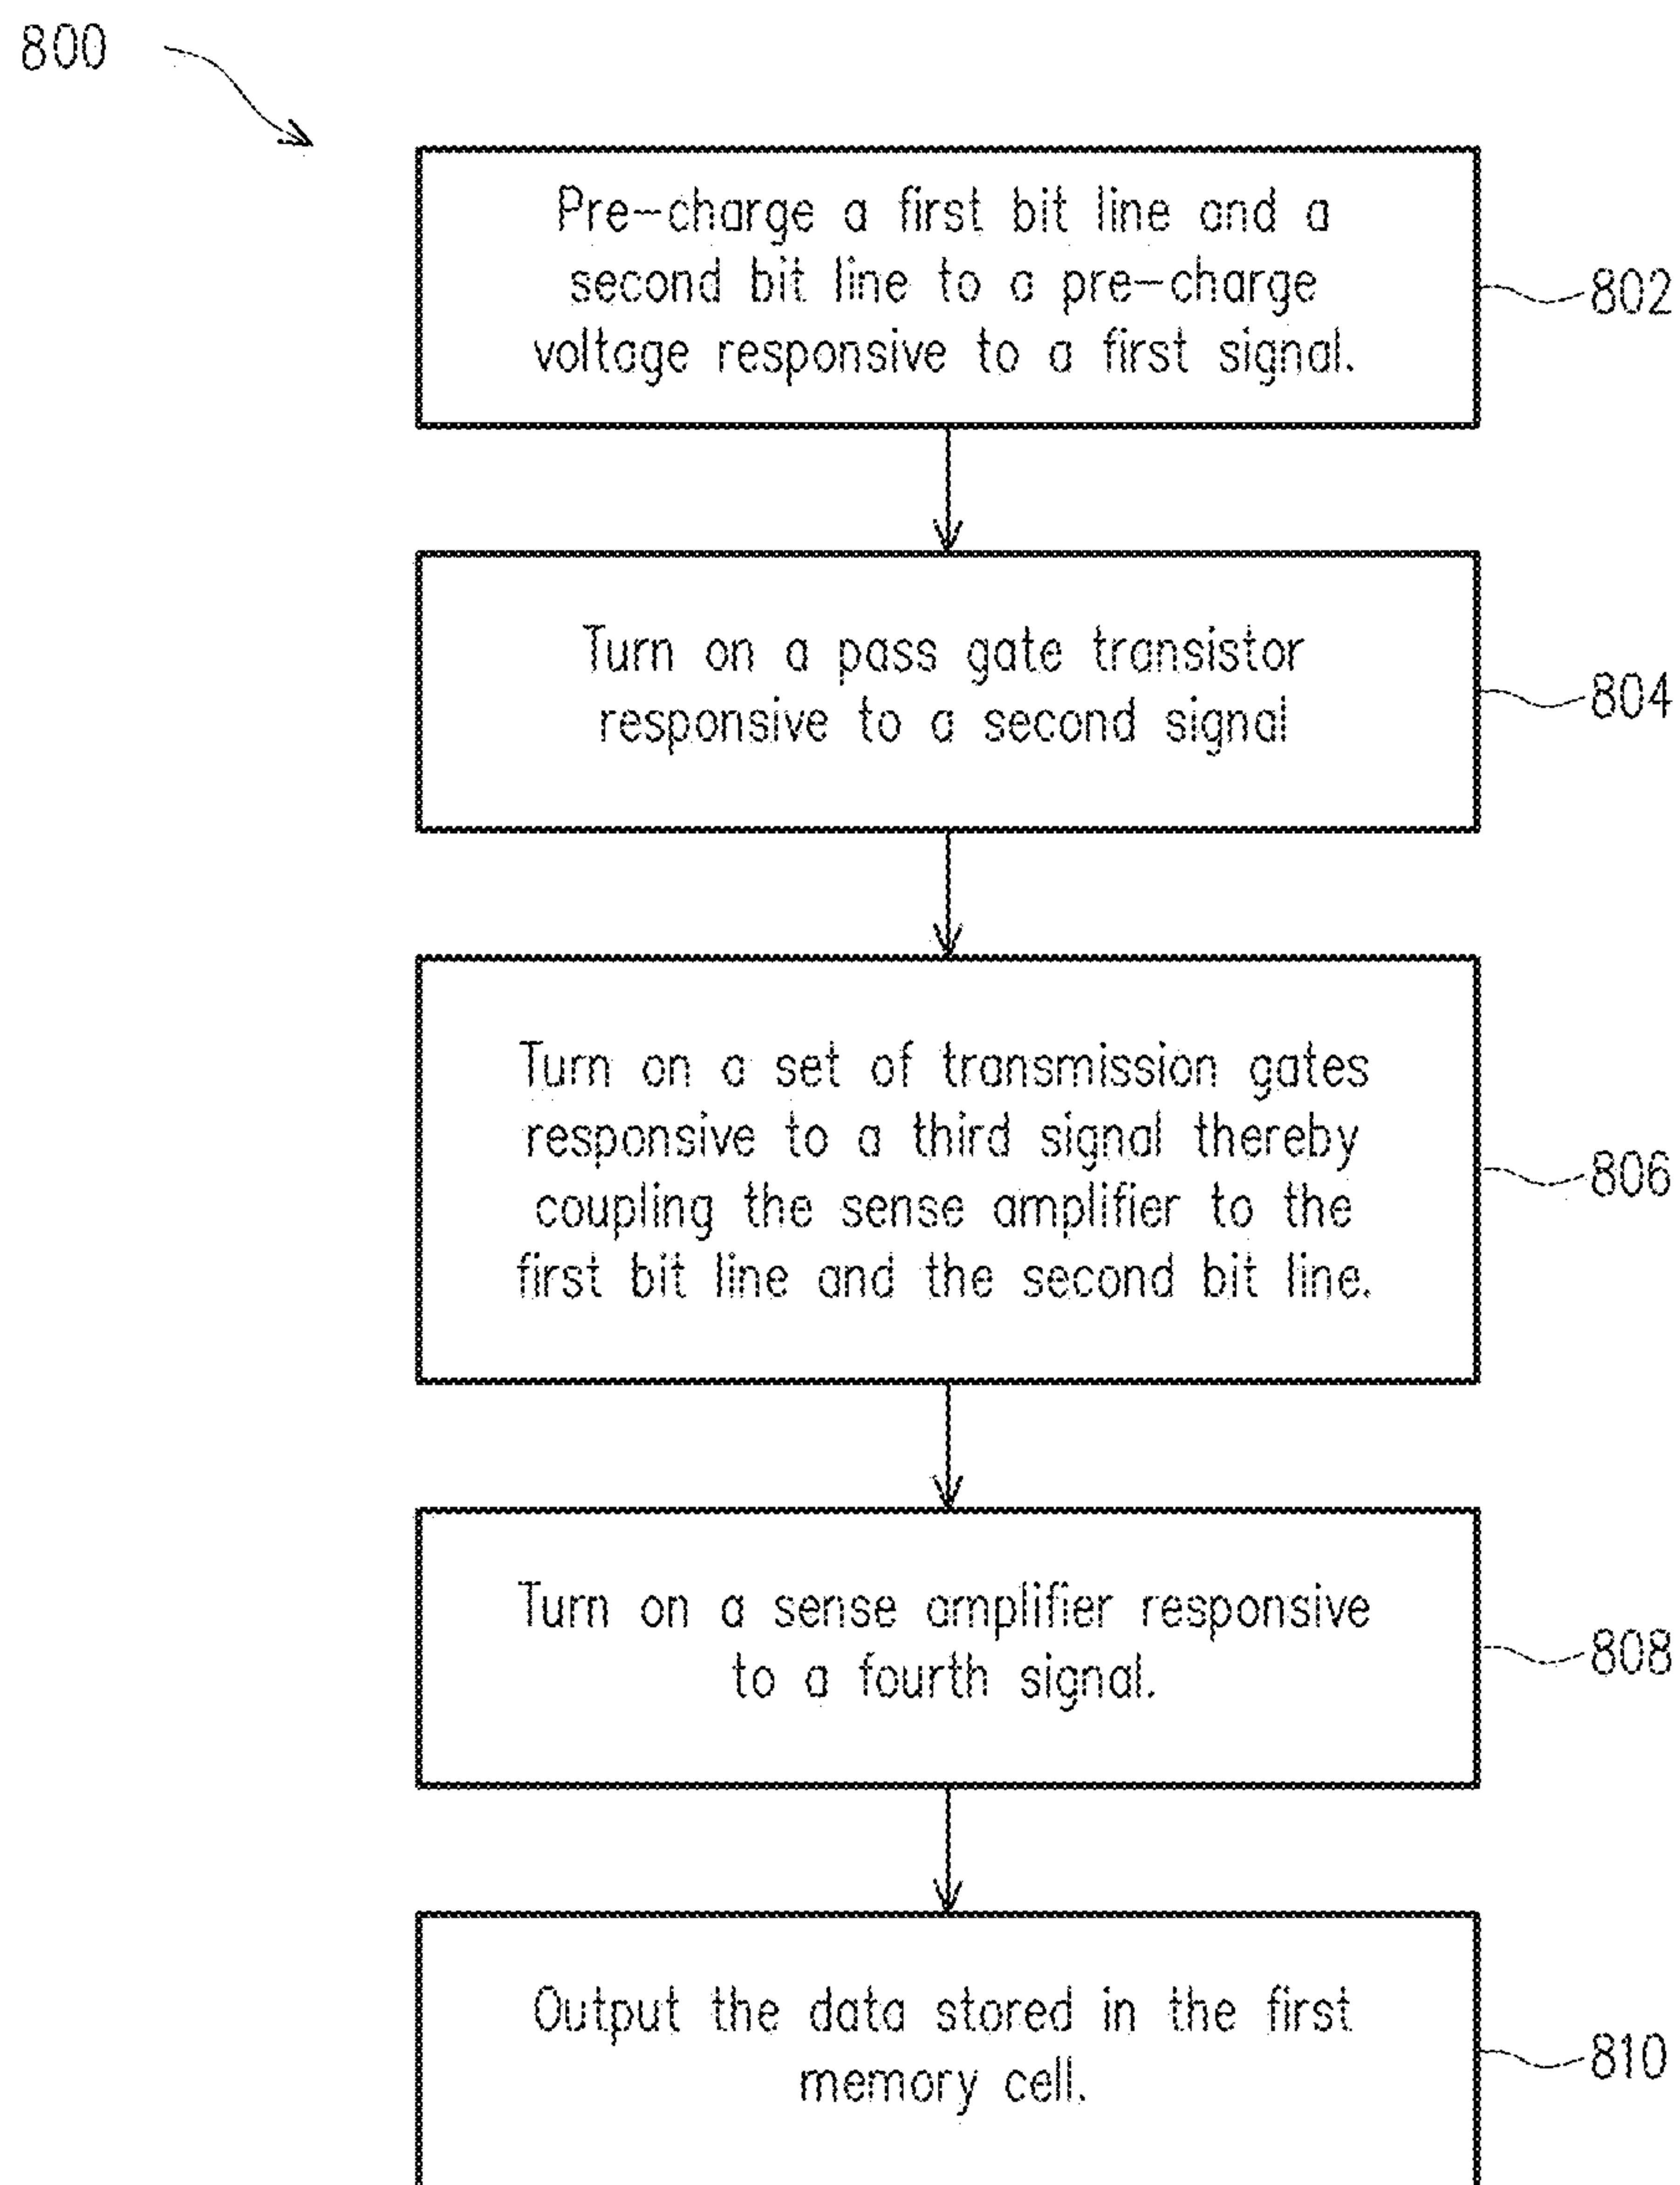 800
Pre-charge a first bit line and a
second bit line to a pre-charge
voltage responsive to a first signal.
802
Turn on a pass gate transistor
responsive to a second signal
804
Turn on a set of transmission gates
responsive to a third signal thereby
coupling the sense amplifier to the
first bit line and the second bit line.
806
Turn on a sense amplifier responsive
to a fourth signal.
808
Output the data stored in the first
memory cell.
810